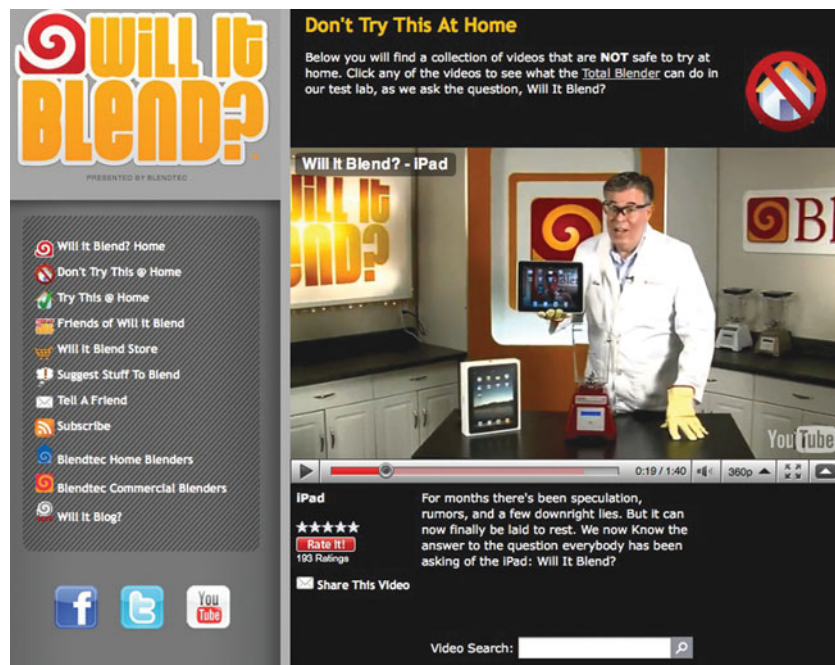 WiLL It
BLEND?
PRESENTED BY BLENDTEC
Will It Blend? Home
Don't Try This @ Home
Try This @ Home
Friends of Will It Blend
Will It Blend Store
Suggest Stuff To Blend
Tell A Friend
Subscribe
Blendtec Home Blenders
Blendtec Commercial Blenders
Will It Blog?
f
t
You
Tube
Don't Try This At Home
Below you will find a collection of videos that are NOT safe to try at
home. Click any of the videos to see what the Total Blender can do in
our test lab, as we ask the question, Will It Blend?
Will It Blend? - iPad
WiLL It
BLEND?
BL
YouTube
0:19 / 1:40
360p
iPad
Rate It!
193 Ratings
Share This Video
For months there's been speculation,
rumors, and a few downright lies. But it can
now finally be laid to rest. We now Know the
answer to the question everybody has been
asking of the iPad: Will It Blend?
Video Search: